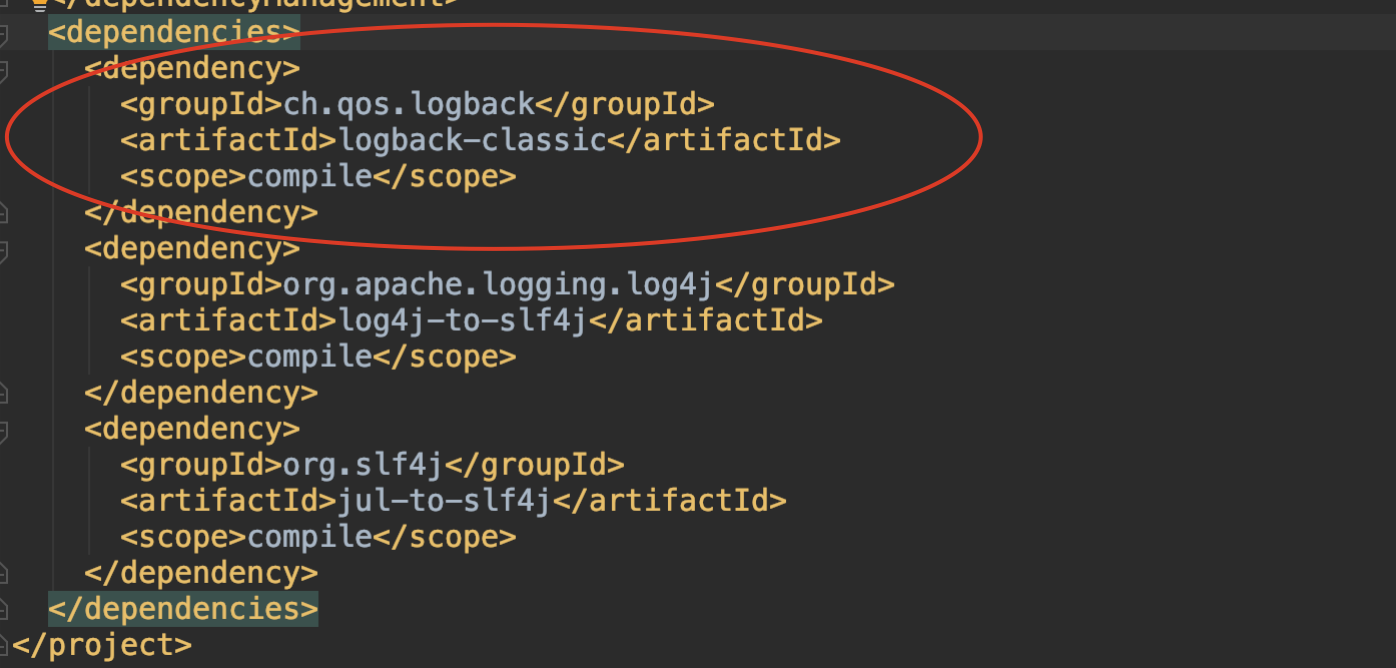 </dependencyManagement>
<dependencies>
<dependency>
<groupId>ch.qos.logback</groupId>
<artifactId>logback-classic</artifactId>
<scope>compile</scope>
</dependency>
<dependency>
<groupId>org.apache.logging.log4j</groupId>
<artifactId>log4j-to-slf4j</artifactId>
<scope>compile</scope>
</dependency>
<dependency>
<groupId>org.slf4j</groupId>
<artifactId>jul-to-slf4j</artifactId>
<scope>compile</scope>
</dependency>
</dependencies>
</project>